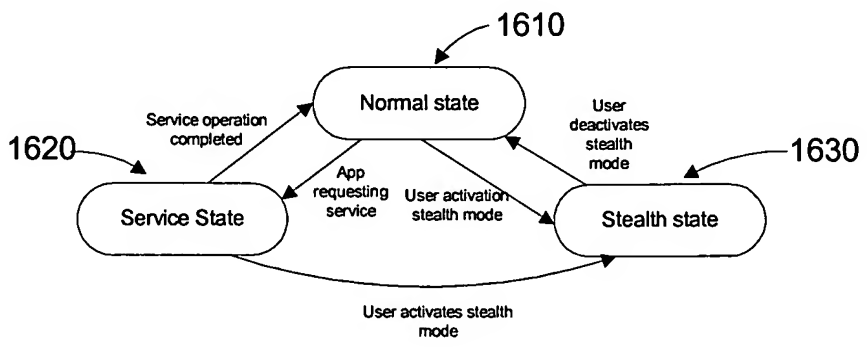 1610
Normal state
Service operation
completed
User
deactivates
stealth
mode
1620
1630
App
requesting
service
User activation
stealth mode
Service State
Stealth state
User activates stealth
mode